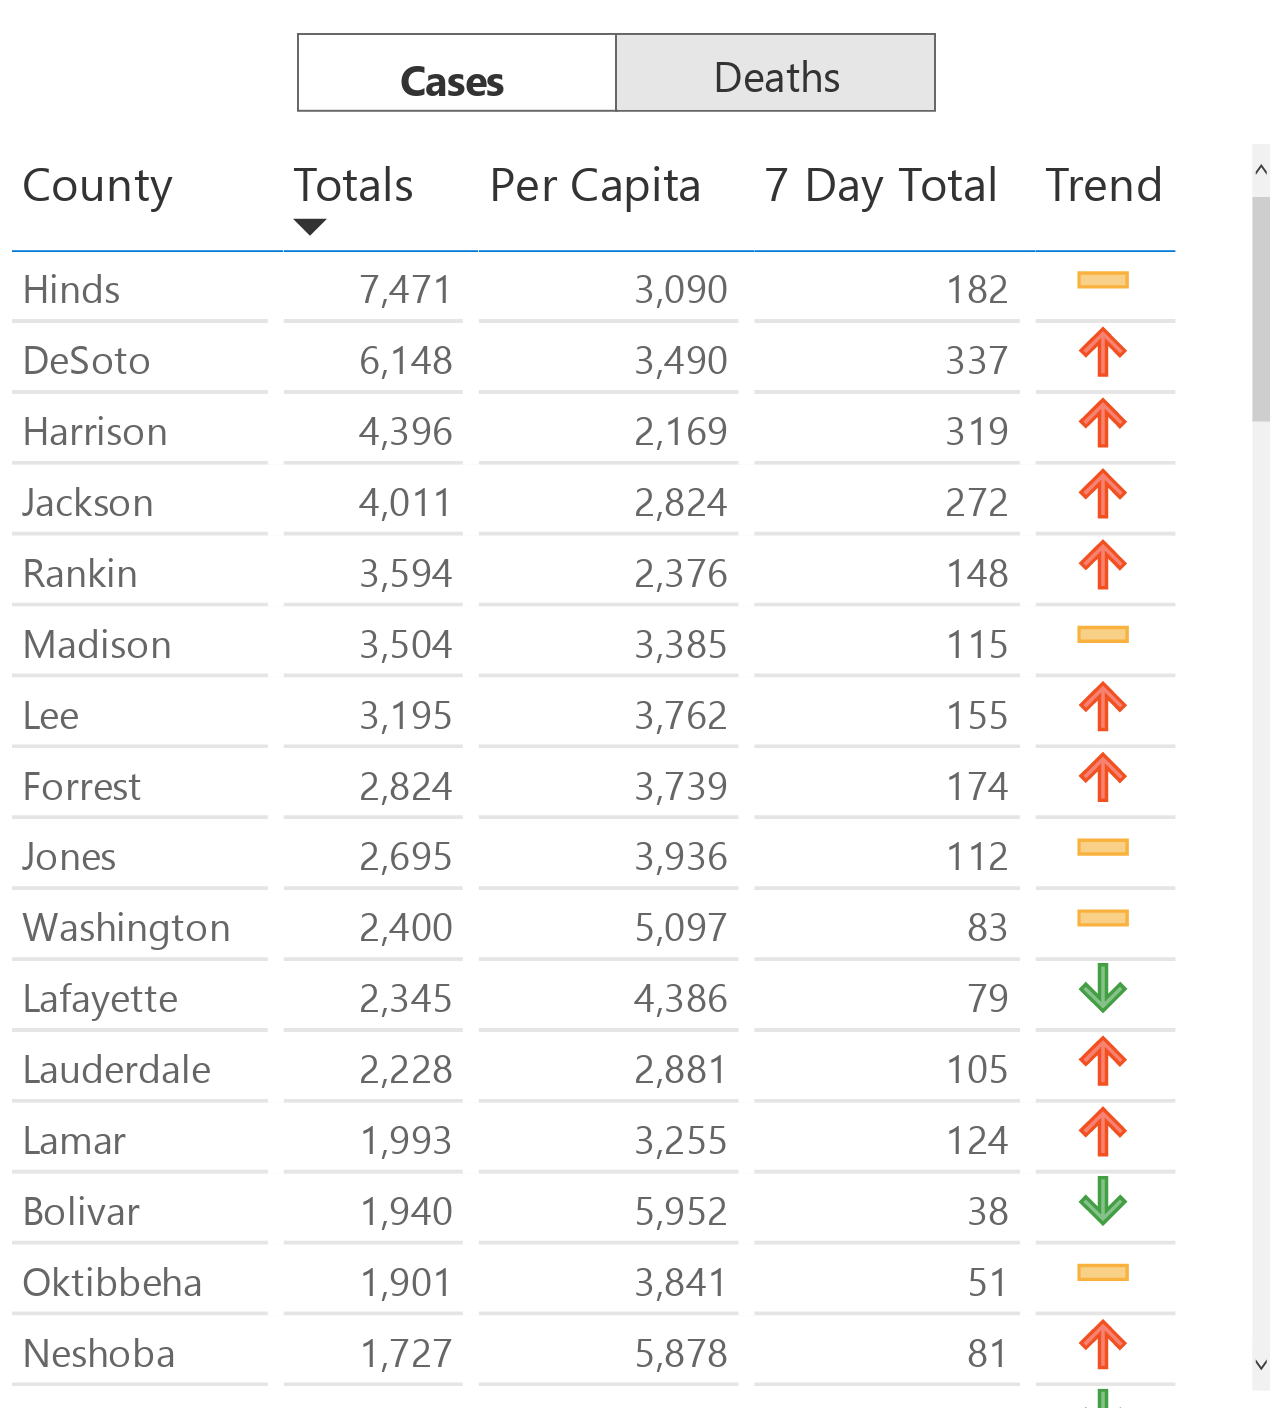 Cases Deaths
County Totals Per Capita 7 Day Total Trend
Hinds 7,471 3,090 182
DeSoto 6,148 3,490 337
Harrison 4,396 2,169 319
Jackson 4,011 2,824 272
Rankin 3,594 2,376 148
Madison 3,504 3,385 115
Lee 3,195 3,762 155
Forrest 2,824 3,739 174
Jones 2,695 3,936 112
Washington 2,400 5,097 83
Lafayette 2,345 4,386 79
Lauderdale 2,228 2,881 105
Lamar 1,993 3,255 124
Bolivar 1,940 5,952 38
Oktibbeha 1,901 3,841 51
Neshoba 1,727 5,878 81